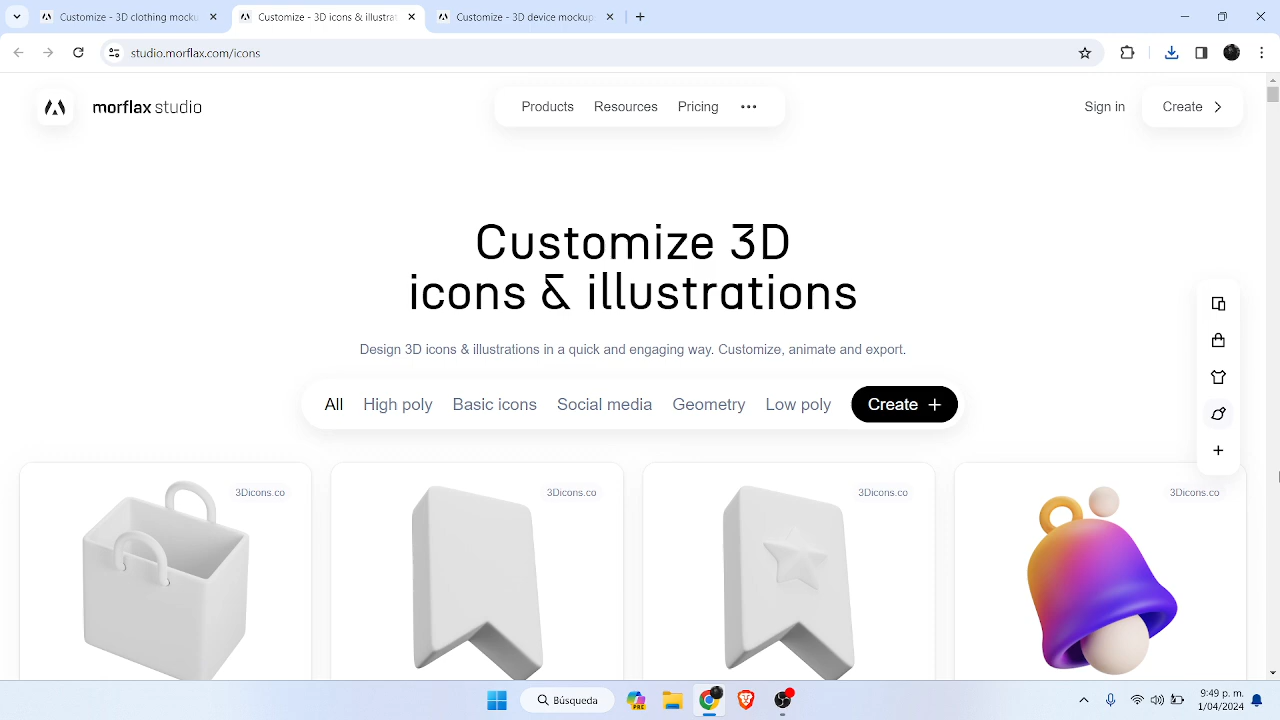 Customize - 3D clothing mocku
Customize - 3D icons & illustrat
Customize - 3D device mockup
studio.morflax.com/icons
morflax studio
Products
Resources
Pricing
Sign in
Create
Customize 3D
icons & illustrations
Design 3D icons & illustrations in a quick and engaging way. Customize, animate and export.
All
High poly
Basic icons
Social media
Geometry
Low poly
Create
3Dicons.co
3Dicons.co
3Dicons.co
3Dicons.co
Búsqueda
PRE
9:49 p. m.
1/04/2024